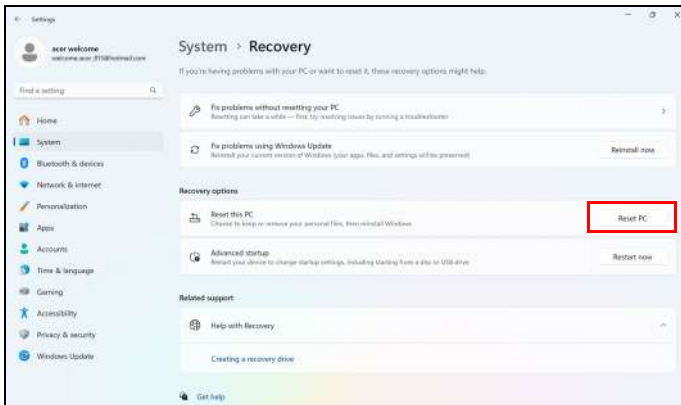 Settings
acer welcome
welcome.acer_015@hotmail.com
Find a setting
Home
System
Bluetooth & devices
Network & internet
Personalization
Apps
Accounts
Time & language
Gaming
Accessibility
Privacy & security
Windows Update
System > Recovery
If you're having problems with your PC or want to reset it, these recovery options might help.
Fix problems without resetting your PC
Resetting can take a while — first, try resolving issues by running a troubleshooter
Fix problems using Windows Update
Reinstall your current version of Windows (your apps, files, and settings will be preserved)
Reinstall now
Recovery options
Reset this PC
Choose to keep or remove your personal files, then reinstall Windows
Reset PC
Advanced startup
Restart your device to change startup settings, including starting from a disc or USB drive
Restart now
Related support
Help with Recovery
Creating a recovery drive
Get help